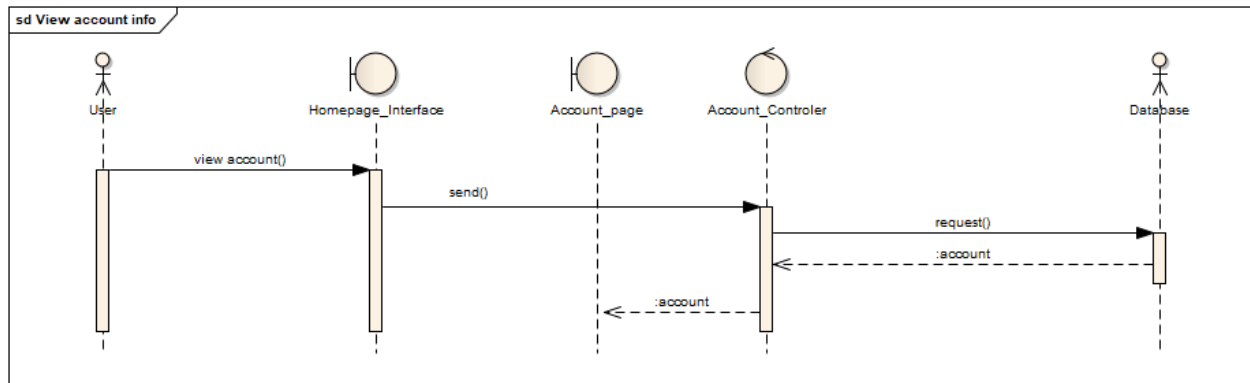 sd View account info
User
Homepage_Interface
Account_page
Account_Controler
Database
view account()
send()
request()
:account
:account